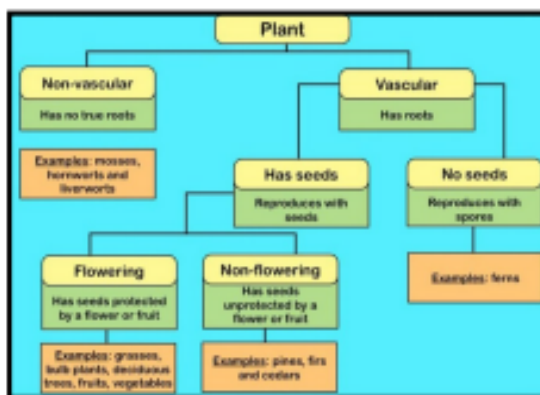 Plant
Non-vascular
Has no true roots
Examples: mosses,
hornworts and
liverworts
Vascular
Has roots
Has seeds
Reproduces with
seeds
No seeds
Reproduces with
spores
Examples: ferns
Flowering
Has seeds protected
by a flower or fruit
Examples: grasses,
bulb plants, deciduous
trees, fruits, vegetables
Non-flowering
Has seeds
unprotected by a
flower or fruit
Examples: pines, firs
and cedars